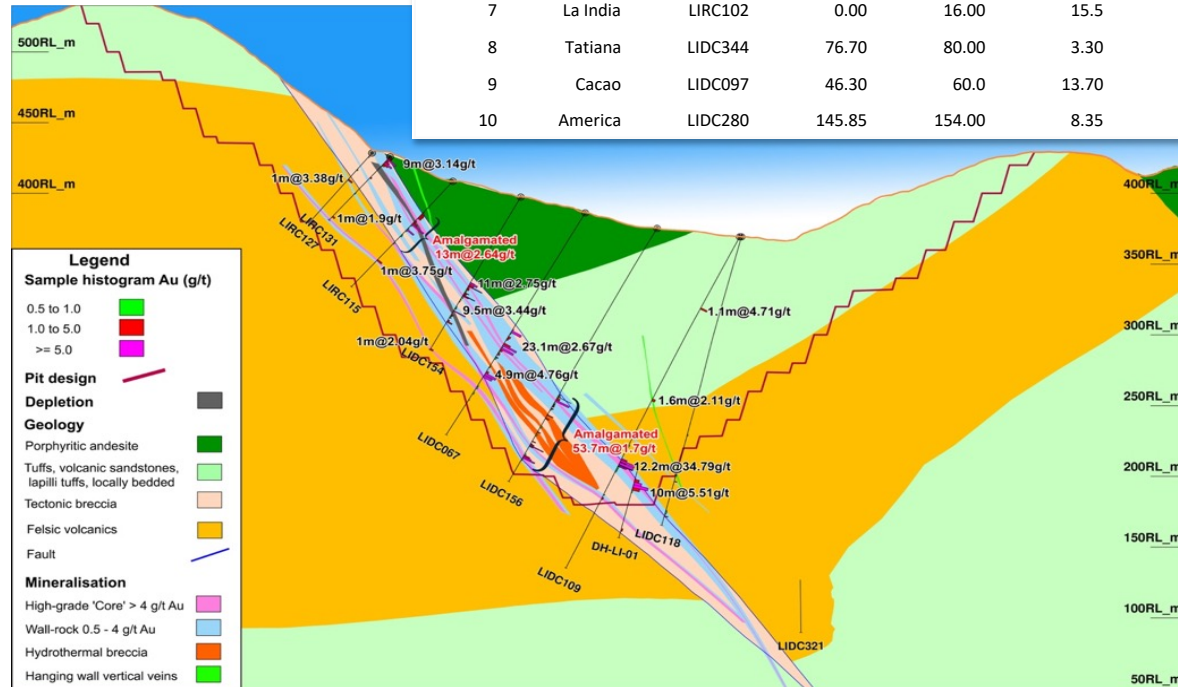 7 La India LIRC102 0.00 16.00 15.5
8 Tatiana LIDC344 76.70 80.00 3.30
9 Cacao LIDC097 46.30 60.0 13.70
10 America LIDC280 145.85 154.00 8.35
500RL_m
450RL_m
400RL_m
9m@3.14g/t
1m@3.38g/t
1m@1.9g/t
LIRC131
LIRC127
Amalgamated
13m@2.64g/t
1m@3.75g/t
LIRC115
11m@2.75g/t
9.5m@3.44g/t
1m@2.04g/t
LIDC154
23.1m@2.67g/t
4.9m@4.76g/t
LIDC067
1.1m@4.71g/t
1.6m@2.11g/t
Amalgamated
53.7m@1.7g/t
12.2m@34.79g/t
10m@5.51g/t
LIDC156
LIDC118
DH-LI-01
LIDC109
LIDC321
400RL_m
350RL_m
300RL_m
250RL_m
200RL_m
150RL_m
100RL_m
50RL_m
Legend
Sample histogram Au (g/t)
0.5 to 1.0
1.0 to 5.0
>= 5.0
Pit design
Depletion
Geology
Porphyritic andesite
Tuffs, volcanic sandstones,
lapilli tuffs, locally bedded
Tectonic breccia
Felsic volcanics
Fault
Mineralisation
High-grade 'Core' > 4 g/t Au
Wall-rock 0.5 - 4 g/t Au
Hydrothermal breccia
Hanging wall vertical veins